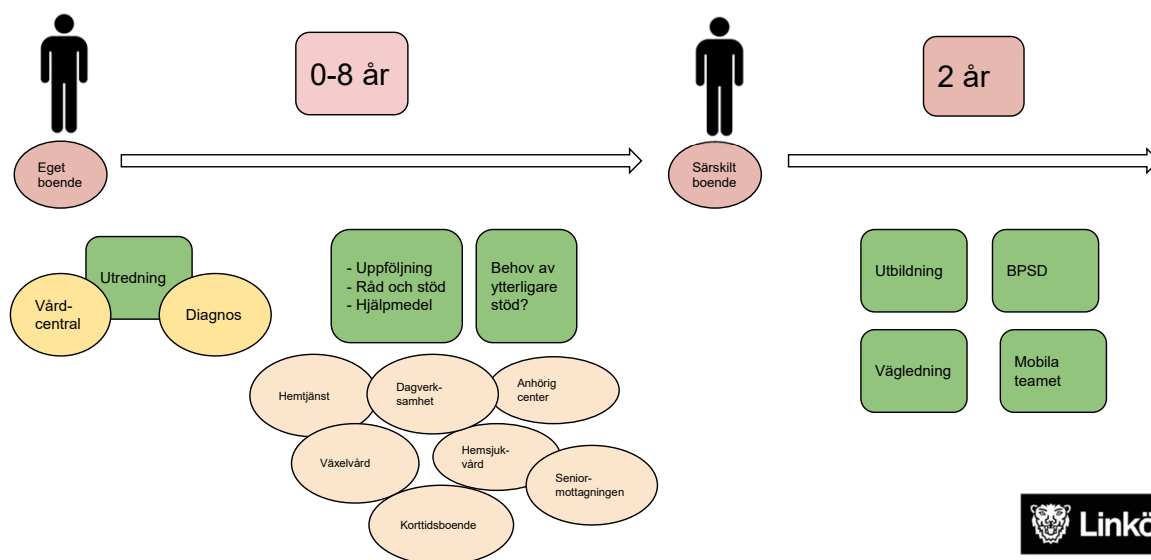 0-8 år
2 år
Eget
boende
Särskilt
boende
Utredning
Vård-
central
Diagnos
- Uppföljning
- Råd och stöd
- Hjälpmedel
Behov av
ytterligare
stöd?
Utbildning
BPSD
Vägledning
Mobila
teamet
Hemtjänst
Dagverk-
samhet
Anhörig
center
Växelvård
Hemsjuk-
vård
Senior-
mottagningen
Korttidsboende
Linkö